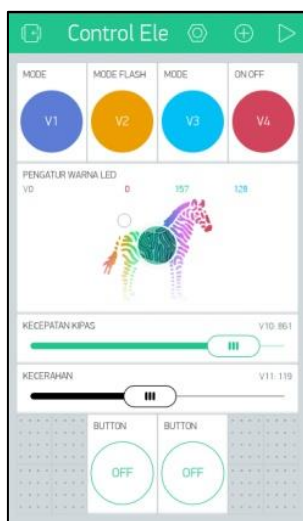 Control Ele
MODE MODE FLASH MODE ON OFF
V1 V2 V3 V4
PENGATUR WARNA LED
V0 0 157 128
KECEPATAN KIPAS V10: 861
KECERAHAN V11: 119
BUTTON BUTTON
OFF OFF